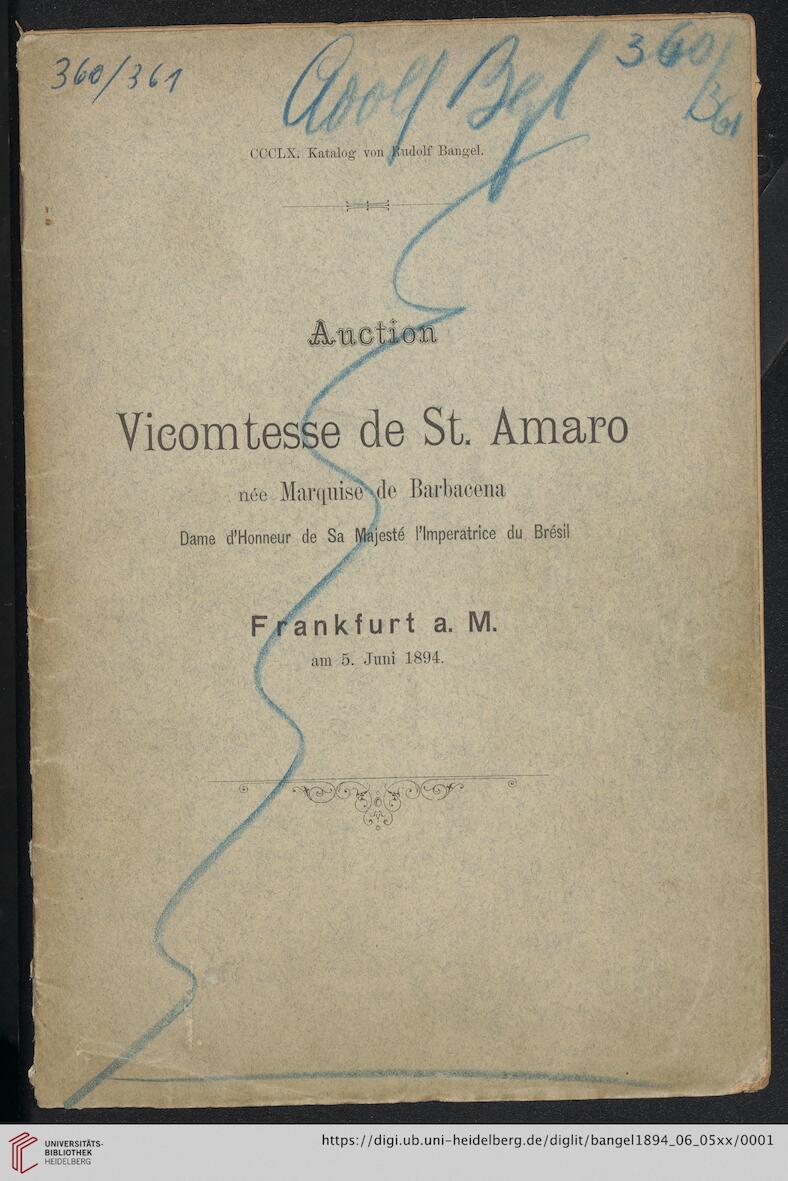 360/361
Adolf
360/
361
CCCLX. Katalog von Rudolf Bangel.
Auction
Vicomtesse de St. Amaro
née Marquise de Barbacena
Dame d'Honneur de Sa Majesté l'Imperatrice du Brésil
Frankfurt a. M.
am 5. Juni 1894.
UNIVERSITÄTS-
BIBLIOTHEK
HEIDELBERG
https://digi.ub.uni-heidelberg.de/diglit/bangel1894_06_05xx/0001